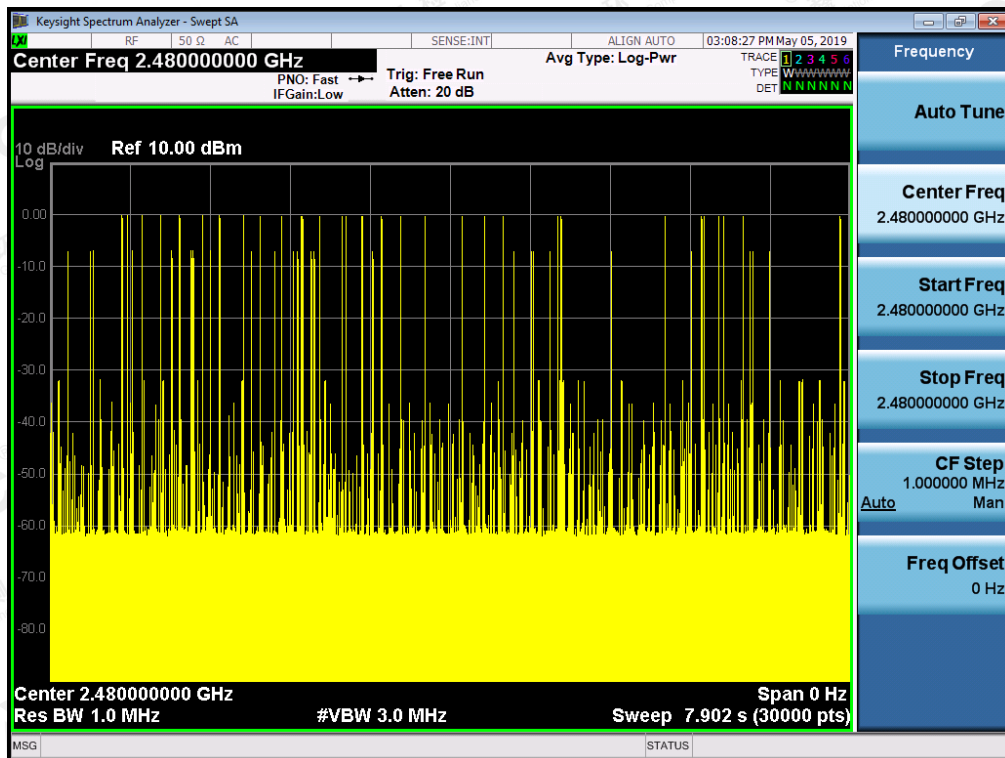 Keysight Spectrum Analyzer - Swept SA
LXI RF 50 Ω AC SENSE:INT ALIGN AUTO 03:08:27 PM May 05, 2019
Center Freq 2.480000000 GHz
PNO: Fast
IFGain:Low
Trig: Free Run
Atten: 20 dB
Avg Type: Log-Pwr
TRACE 1 2 3 4 5 6
TYPE WWWWWW
DET N N N N N N
10 dB/div Ref 10.00 dBm
Log
0.00
-10.0
-20.0
-30.0
-40.0
-50.0
-60.0
-70.0
-80.0
Center 2.480000000 GHz Span 0 Hz
Res BW 1.0 MHz #VBW 3.0 MHz Sweep 7.902 s (30000 pts)
MSG STATUS
Frequency
Auto Tune
Center Freq
2.480000000 GHz
Start Freq
2.480000000 GHz
Stop Freq
2.480000000 GHz
CF Step
1.000000 MHz
Auto Man
Freq Offset
0 Hz